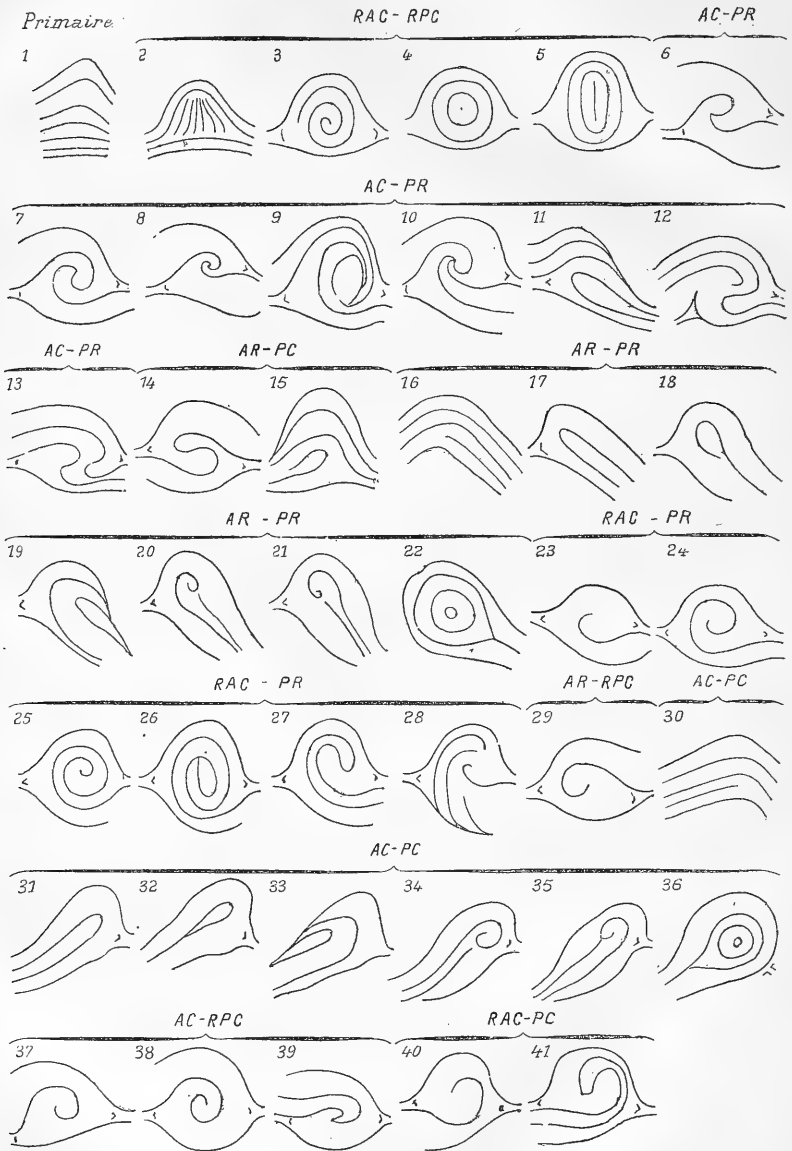 Primaire. RAC-RPC AC-PR
1 2 3 4 5 6
AC-PR
7 8 9 10 11 12
AC-PR AR-PC AR-PR
13 14 15 16 17 18
AR-PR RAC-PR
19 20 21 22 23 24
RAC-PR AR-RPC AC-PC
25 26 27 28 29 30
AC-PC
31 32 33 34 35 36
AC-RPC RAC-PC
37 38 39 40 41